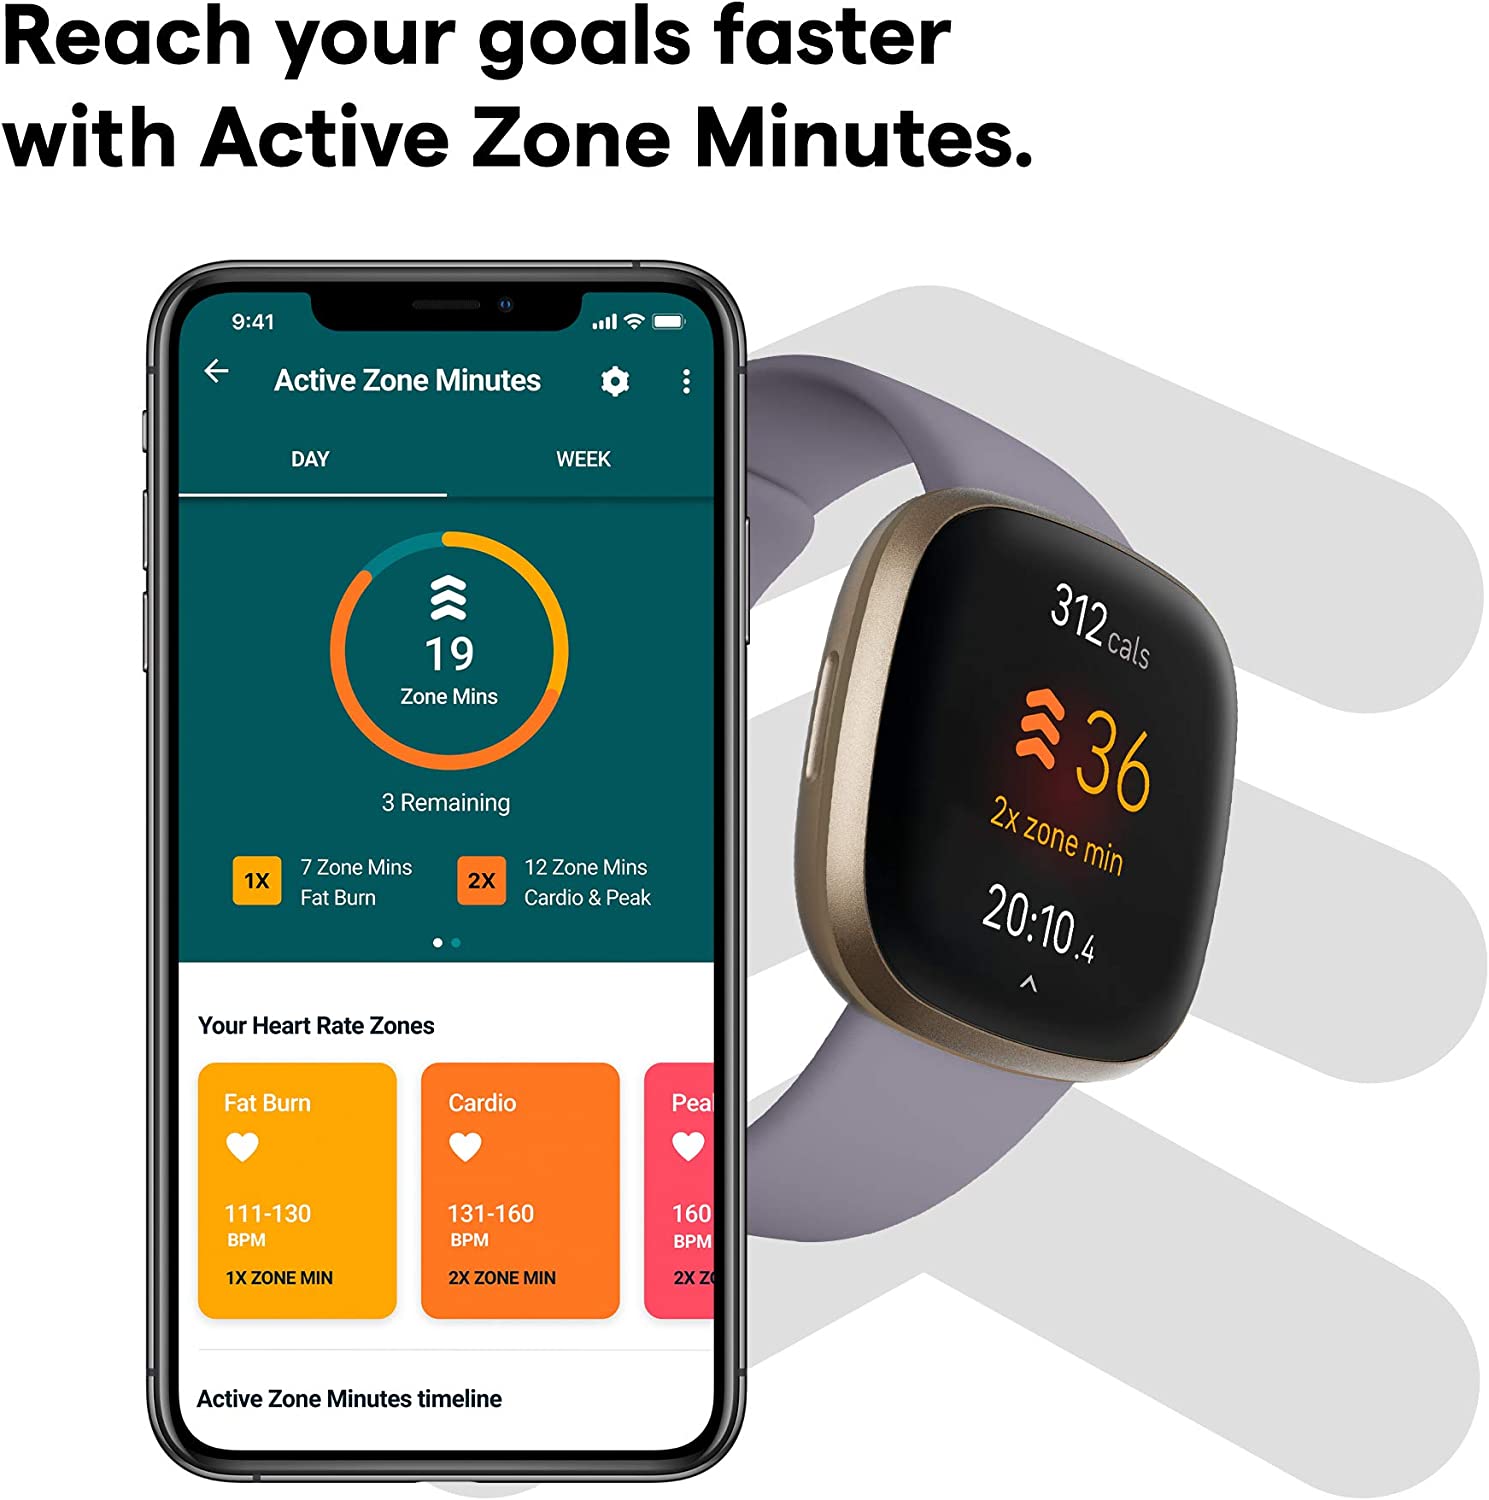 Reach your goals faster
with Active Zone Minutes.
9:41
Active Zone Minutes
DAY
WEEK
19
Zone Mins
3 Remaining
1X
7 Zone Mins
Fat Burn
2X
12 Zone Mins
Cardio & Peak
Your Heart Rate Zones
Fat Burn
111-130
BPM
1X ZONE MIN
Cardio
131-160
BPM
2X ZONE MIN
Pea
160
BPM
2X ZO
Active Zone Minutes timeline
312 cals
36
2x zone min
20:10.4